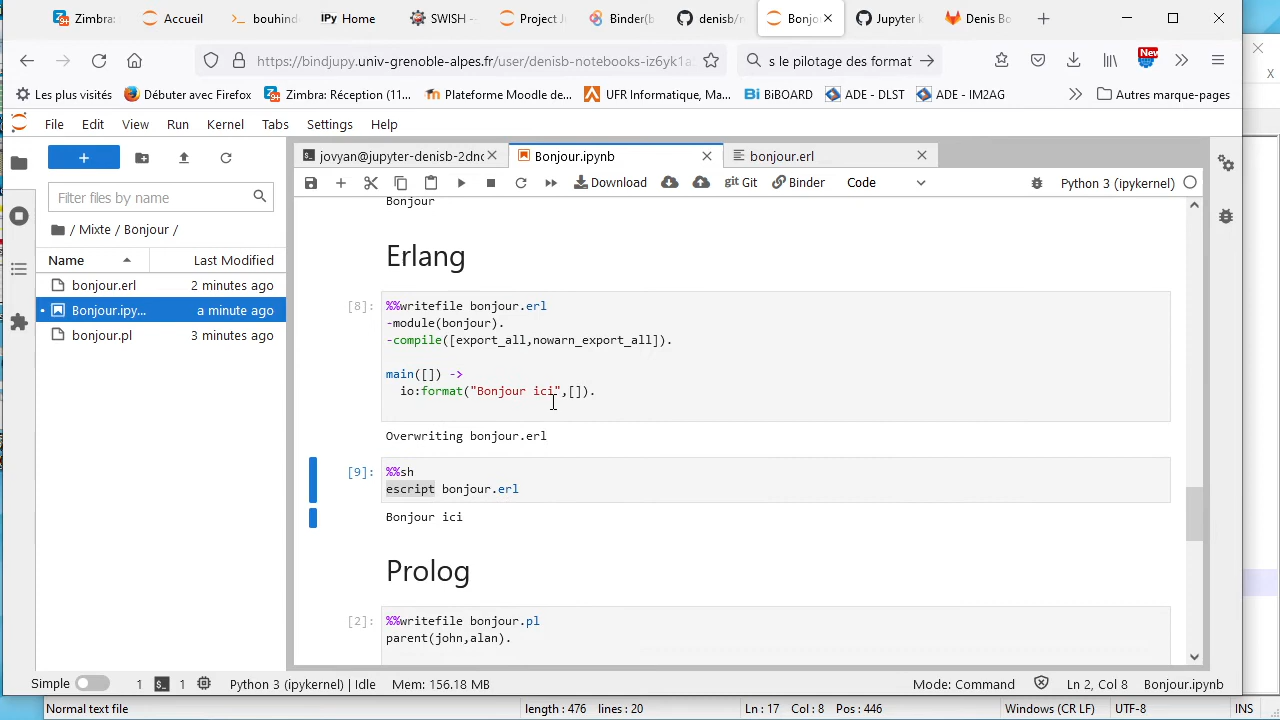 Zimbra:
Accueil
bouhind
IPy Home
SWISH -
Project J
Binder(b
denisb/n
Bonjo
Jupyter k
Denis Bo
https://bindjupy.univ-grenoble-alpes.fr/user/denisb-notebooks-iz6yk1a
s le pilotage des format
New
Les plus visités
Débuter avec Firefox
Zimbra: Réception (11...
Plateforme Moodle de...
UFR Informatique, Ma...
BiBOARD
ADE - DLST
ADE - IM2AG
Autres marque-pages
File Edit View Run Kernel Tabs Settings Help
jovyan@jupyter-denisb-2dno
Bonjour.ipynb
bonjour.erl
Download
git Git
Binder
Code
Python 3 (ipykernel)
Filter files by name
/ Mixte / Bonjour /
Name
Last Modified
bonjour.erl
2 minutes ago
Bonjour.ipy...
a minute ago
bonjour.pl
3 minutes ago
Bonjour
Erlang
[8]:
%%writefile bonjour.erl
-module(bonjour).
-compile([export_all,nowarn_export_all]).
main([]) ->
io:format("Bonjour ici",[]).
Overwriting bonjour.erl
[9]:
%%sh
escript bonjour.erl
Bonjour ici
Prolog
[2]:
%%writefile bonjour.pl
parent(john,alan).
Simple
1
1
Python 3 (ipykernel) | Idle
Mem: 156.18 MB
Mode: Command
Ln 2, Col 8
Bonjour.ipynb
Normal text file
length : 476 lines : 20
Ln : 17 Col : 8 Pos : 446
Windows (CR LF)
UTF-8
INS